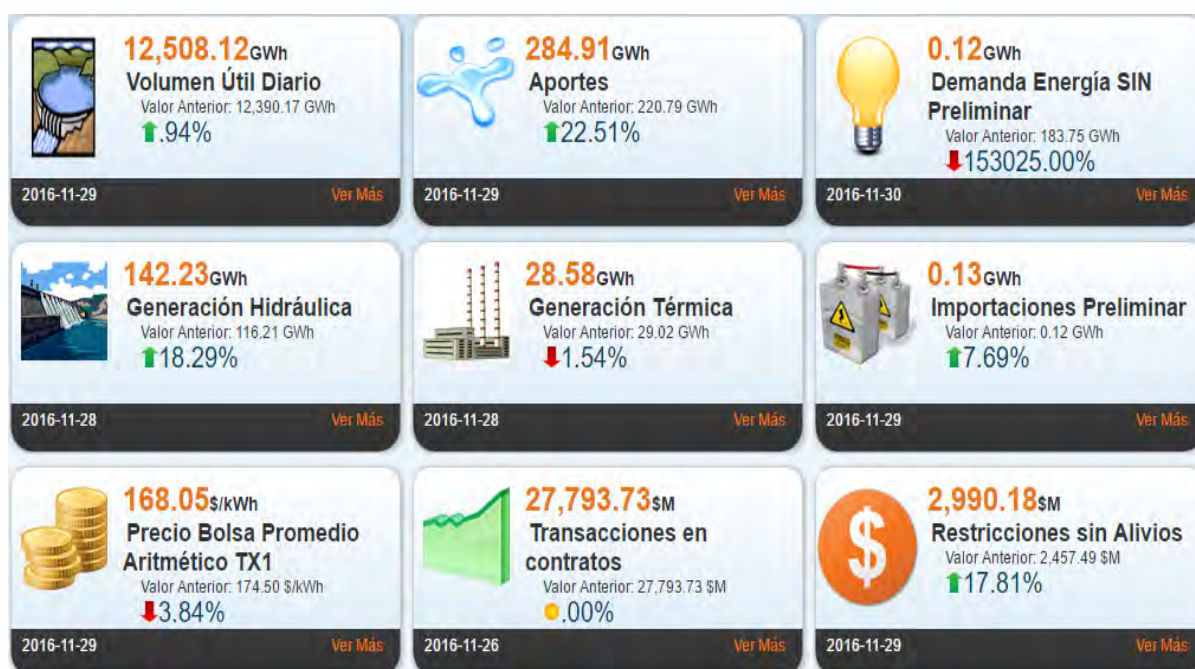 12,508.12GWh
Volumen Útil Diario
Valor Anterior: 12,390.17 GWh
.94%
2016-11-29 Ver Más
284.91GWh
Aportes
Valor Anterior: 220.79 GWh
22.51%
2016-11-29 Ver Más
0.12GWh
Demanda Energía SIN
Preliminar
Valor Anterior: 183.75 GWh
153025.00%
2016-11-30 Ver Más
142.23GWh
Generación Hidráulica
Valor Anterior: 116.21 GWh
18.29%
2016-11-28 Ver Más
28.58GWh
Generación Térmica
Valor Anterior: 29.02 GWh
1.54%
2016-11-28 Ver Más
0.13GWh
Importaciones Preliminar
Valor Anterior: 0.12 GWh
7.69%
2016-11-29 Ver Más
168.05$/kWh
Precio Bolsa Promedio
Aritmético TX1
Valor Anterior: 174.50 $/kWh
3.84%
2016-11-29 Ver Más
27,793.73$M
Transacciones en
contratos
Valor Anterior: 27,793.73 $M
.00%
2016-11-26 Ver Más
2,990.18$M
Restricciones sin Alivios
Valor Anterior: 2,457.49 $M
17.81%
2016-11-29 Ver Más